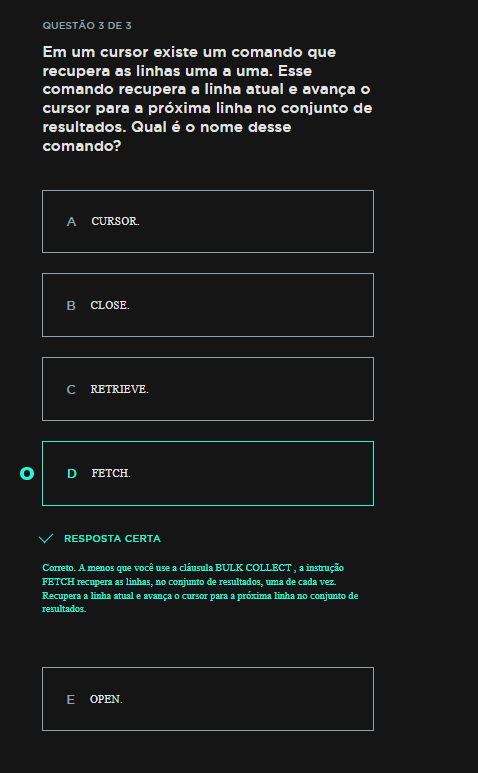 QUESTÃO 3 DE 3
Em um cursor existe um comando que
recupera as linhas uma a uma. Esse
comando recupera a linha atual e avança o
cursor para a próxima linha no conjunto de
resultados. Qual é o nome desse
comando?
A CURSOR.
B CLOSE.
C RETRIEVE.
D FETCH.
RESPOSTA CERTA
Correto. A menos que você use a cláusula BULK COLLECT , a instrução
FETCH recupera as linhas, no conjunto de resultados, uma de cada vez.
Recupera a linha atual e avança o cursor para a próxima linha no conjunto de
resultados.
E OPEN.